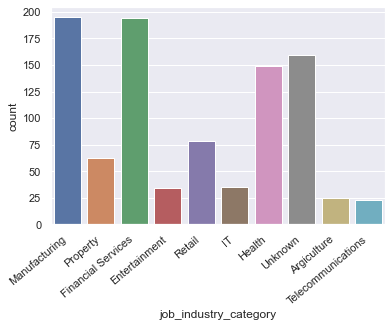 200
175
150
125
100
75
50
25
0
count
Manufacturing
Property
Financial Services
Entertainment
Retail
IT
Health
Unknown
Argiculture
Telecommunications
job_industry_category